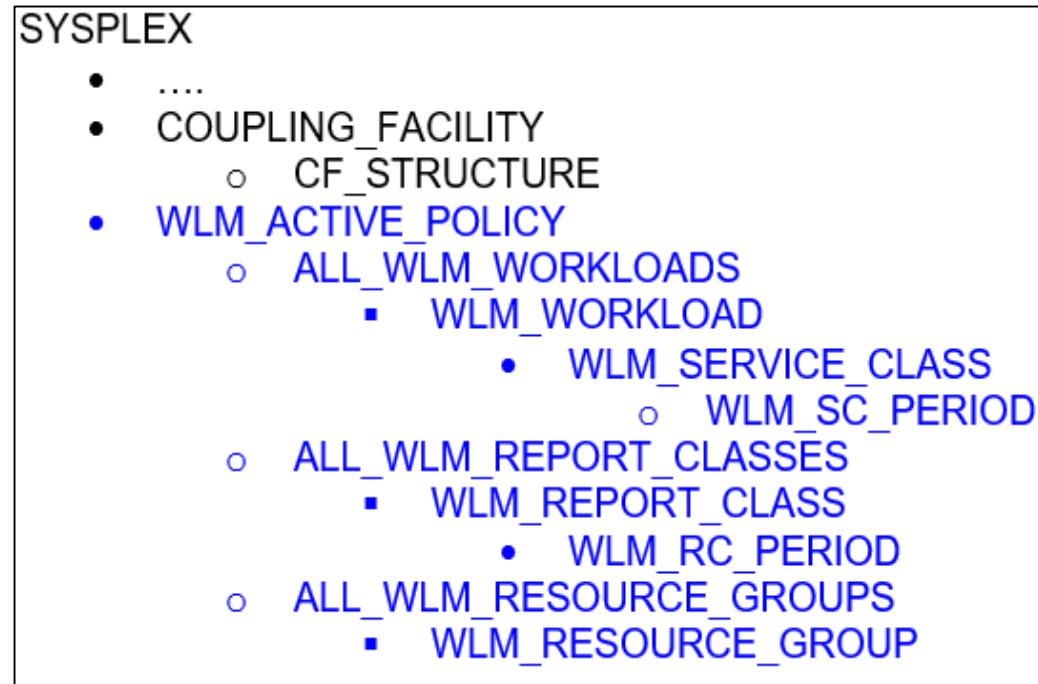 SYSPLEX
• ....
• COUPLING_FACILITY
o CF_STRUCTURE
• WLM_ACTIVE_POLICY
o ALL_WLM_WORKLOADS
▪ WLM_WORKLOAD
• WLM_SERVICE_CLASS
o WLM_SC_PERIOD
o ALL_WLM_REPORT_CLASSES
▪ WLM_REPORT_CLASS
• WLM_RC_PERIOD
o ALL_WLM_RESOURCE_GROUPS
▪ WLM_RESOURCE_GROUP